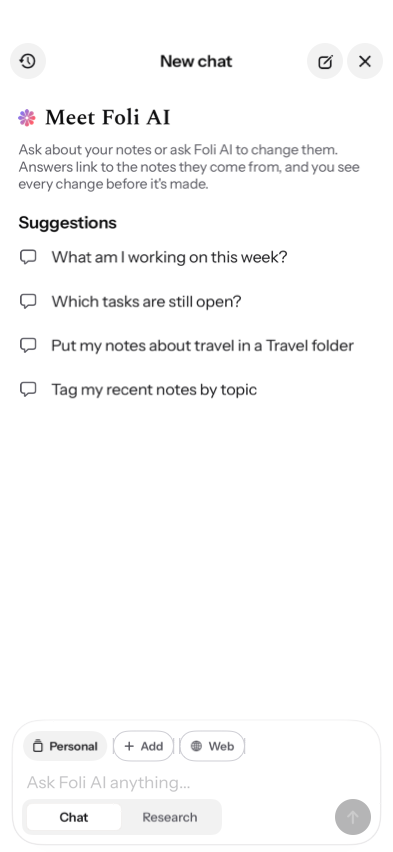 New chat
Meet Foli AI
Ask about your notes or ask Foli AI to change them.
Answers link to the notes they come from, and you see
every change before it's made.
Suggestions
What am I working on this week?
Which tasks are still open?
Put my notes about travel in a Travel folder
Tag my recent notes by topic
Personal
Add
Web
Ask Foli AI anything...
Chat
Research